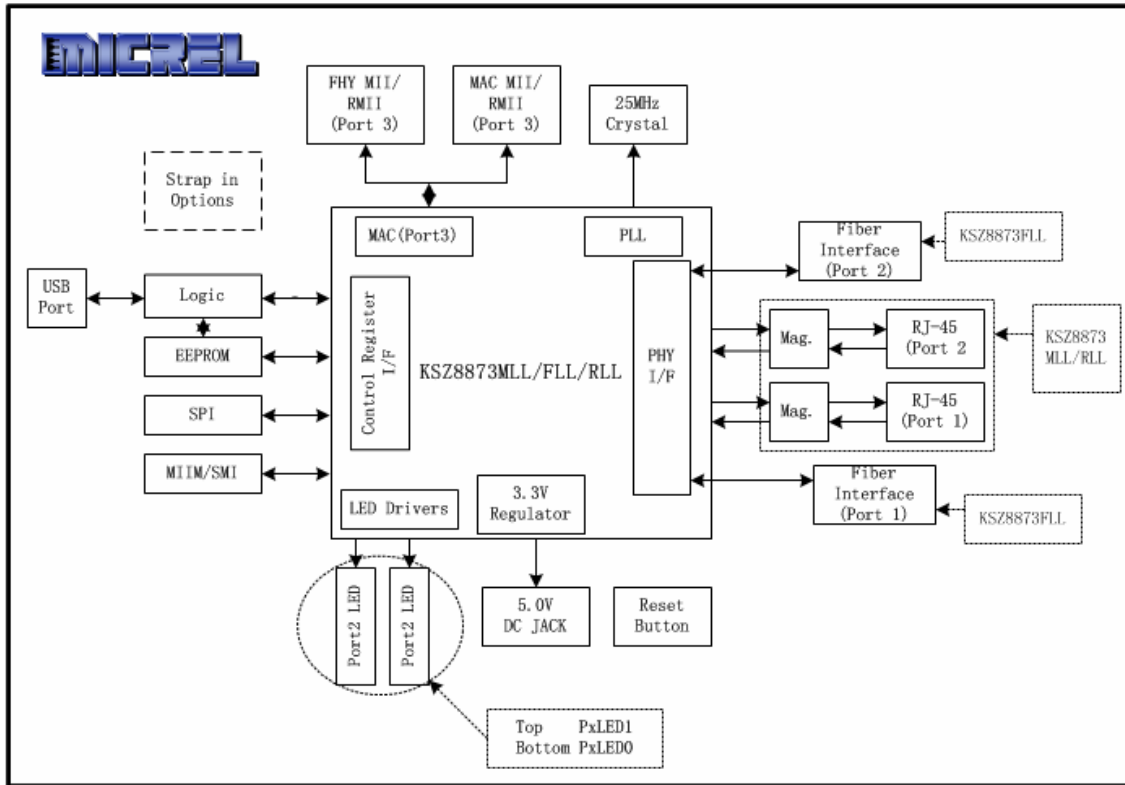 MICREL
FHY MII/
RMII
(Port 3)
MAC MII/
RMII
(Port 3)
25MHz
Crystal
Strap in
Options
MAC(Port3)
PLL
Fiber
Interface
(Port 2)
KSZ8873FLL
USB
Port
Logic
EEPROM
SPI
MIIM/SMI
Control Register
I/F
KSZ8873MLL/FLL/RLL
PHY
I/F
Mag.
RJ-45
(Port 2
KSZ8873
MLL/RLL
Mag.
RJ-45
(Port 1)
Fiber
Interface
(Port 1)
KSZ8873FLL
LED Drivers
3.3V
Regulator
Port2 LED
Port2 LED
5.0V
DC JACK
Reset
Button
Top PxLED1
Bottom PxLED0